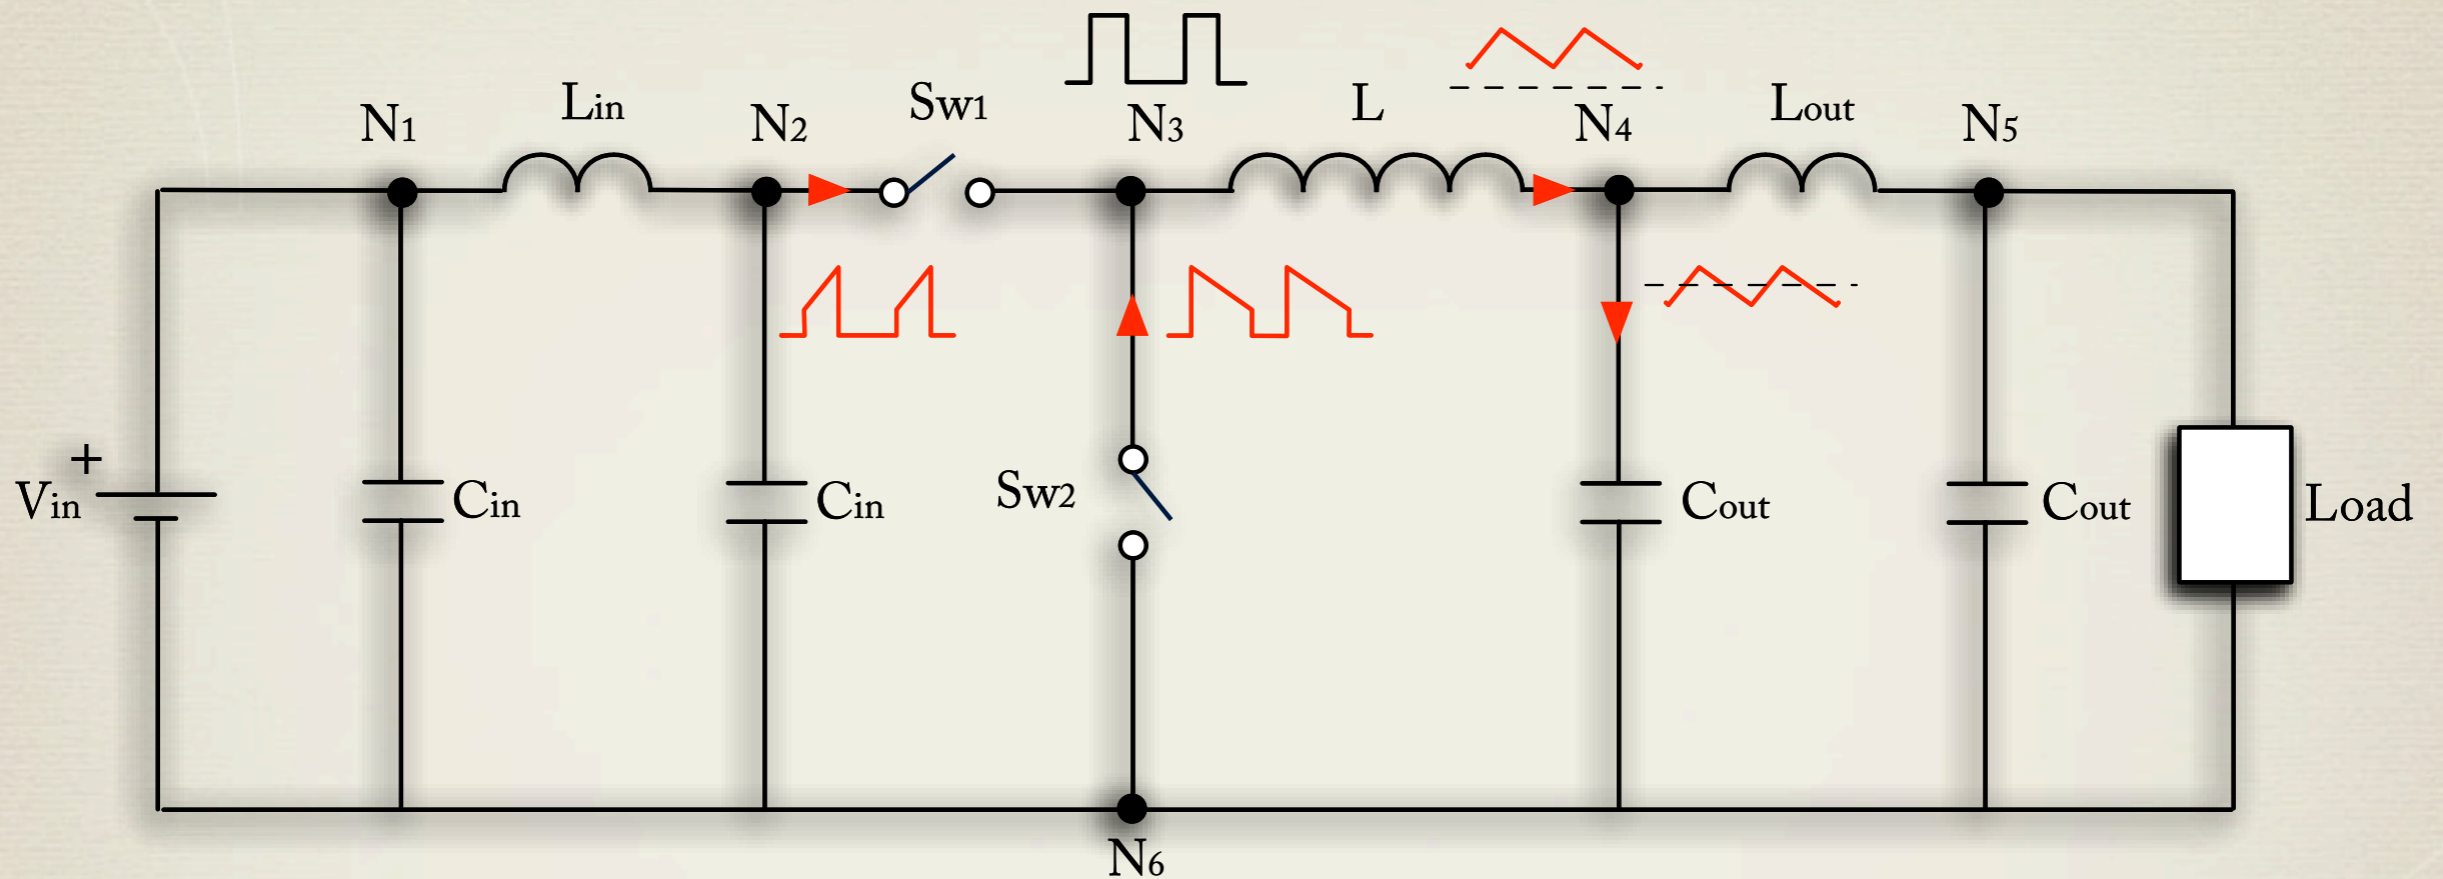 N1
Lin
N2
Sw1
N3
L
N4
Lout
N5
+
Vin
Cin
Cin
Sw2
Cout
Cout
Load
N6